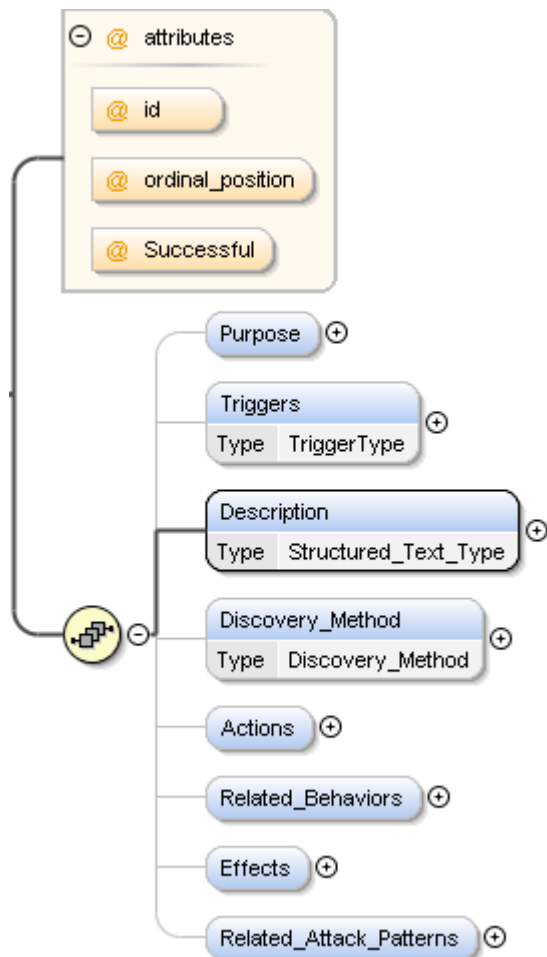 @ attributes
@ id
@ ordinal_position
@ Successful
Purpose
Triggers
Type TriggerType
Description
Type Structured_Text_Type
Discovery_Method
Type Discovery_Method
Actions
Related_Behaviors
Effects
Related_Attack_Patterns